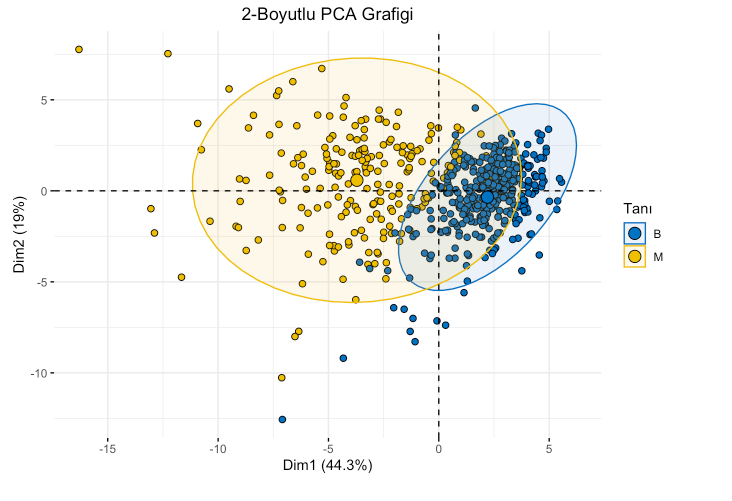 2-Boyutlu PCA Grafigi
5
0
-5
-10
Dim2 (19%)
-15
-10
-5
0
5
Dim1 (44.3%)
Tanı
B
M